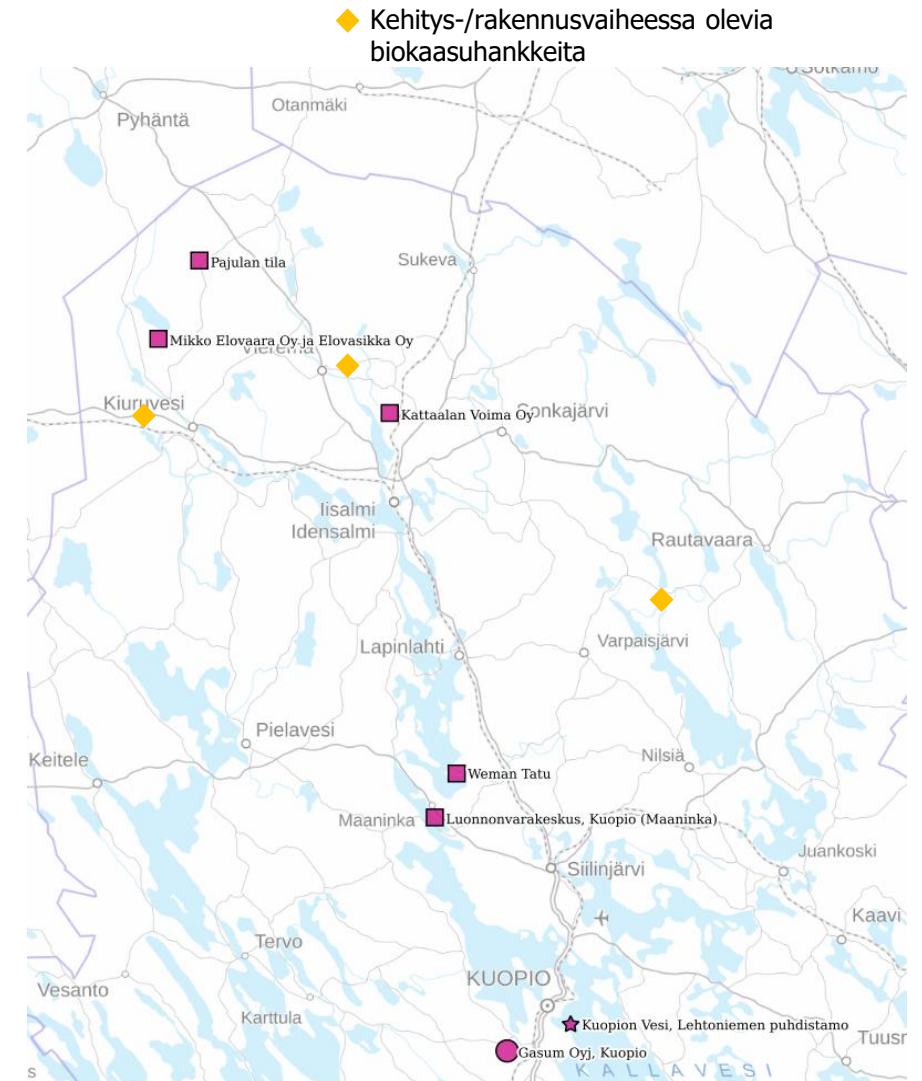 Kehitys-/rakennusvaiheessa olevia
biokaasuhankkeita
Sotkamo
Otanmäki
Pyhäntä
Sukeva
Pajulan tila
Mikko Elovaara Oy ja Elovasikka Oy
Vieremä
Kiuruvesi
Kattaalan Voima Oy
Sonkajärvi
Iisalmi
Idensalmi
Rautavaara
Lapinlahti
Varpaisjärvi
Pielavesi
Keitele
Nilsiä
Weman Tatu
Maaninka
Luonnonvarakeskus, Kuopio (Maaninka)
Juankoski
Siilinjärvi
Kaavi
Tervo
KUOPIO
Vesanto
Karttula
Kuopion Vesi, Lehtoniemen puhdistamo
Gasum Oyj, Kuopio
KALLAVESI